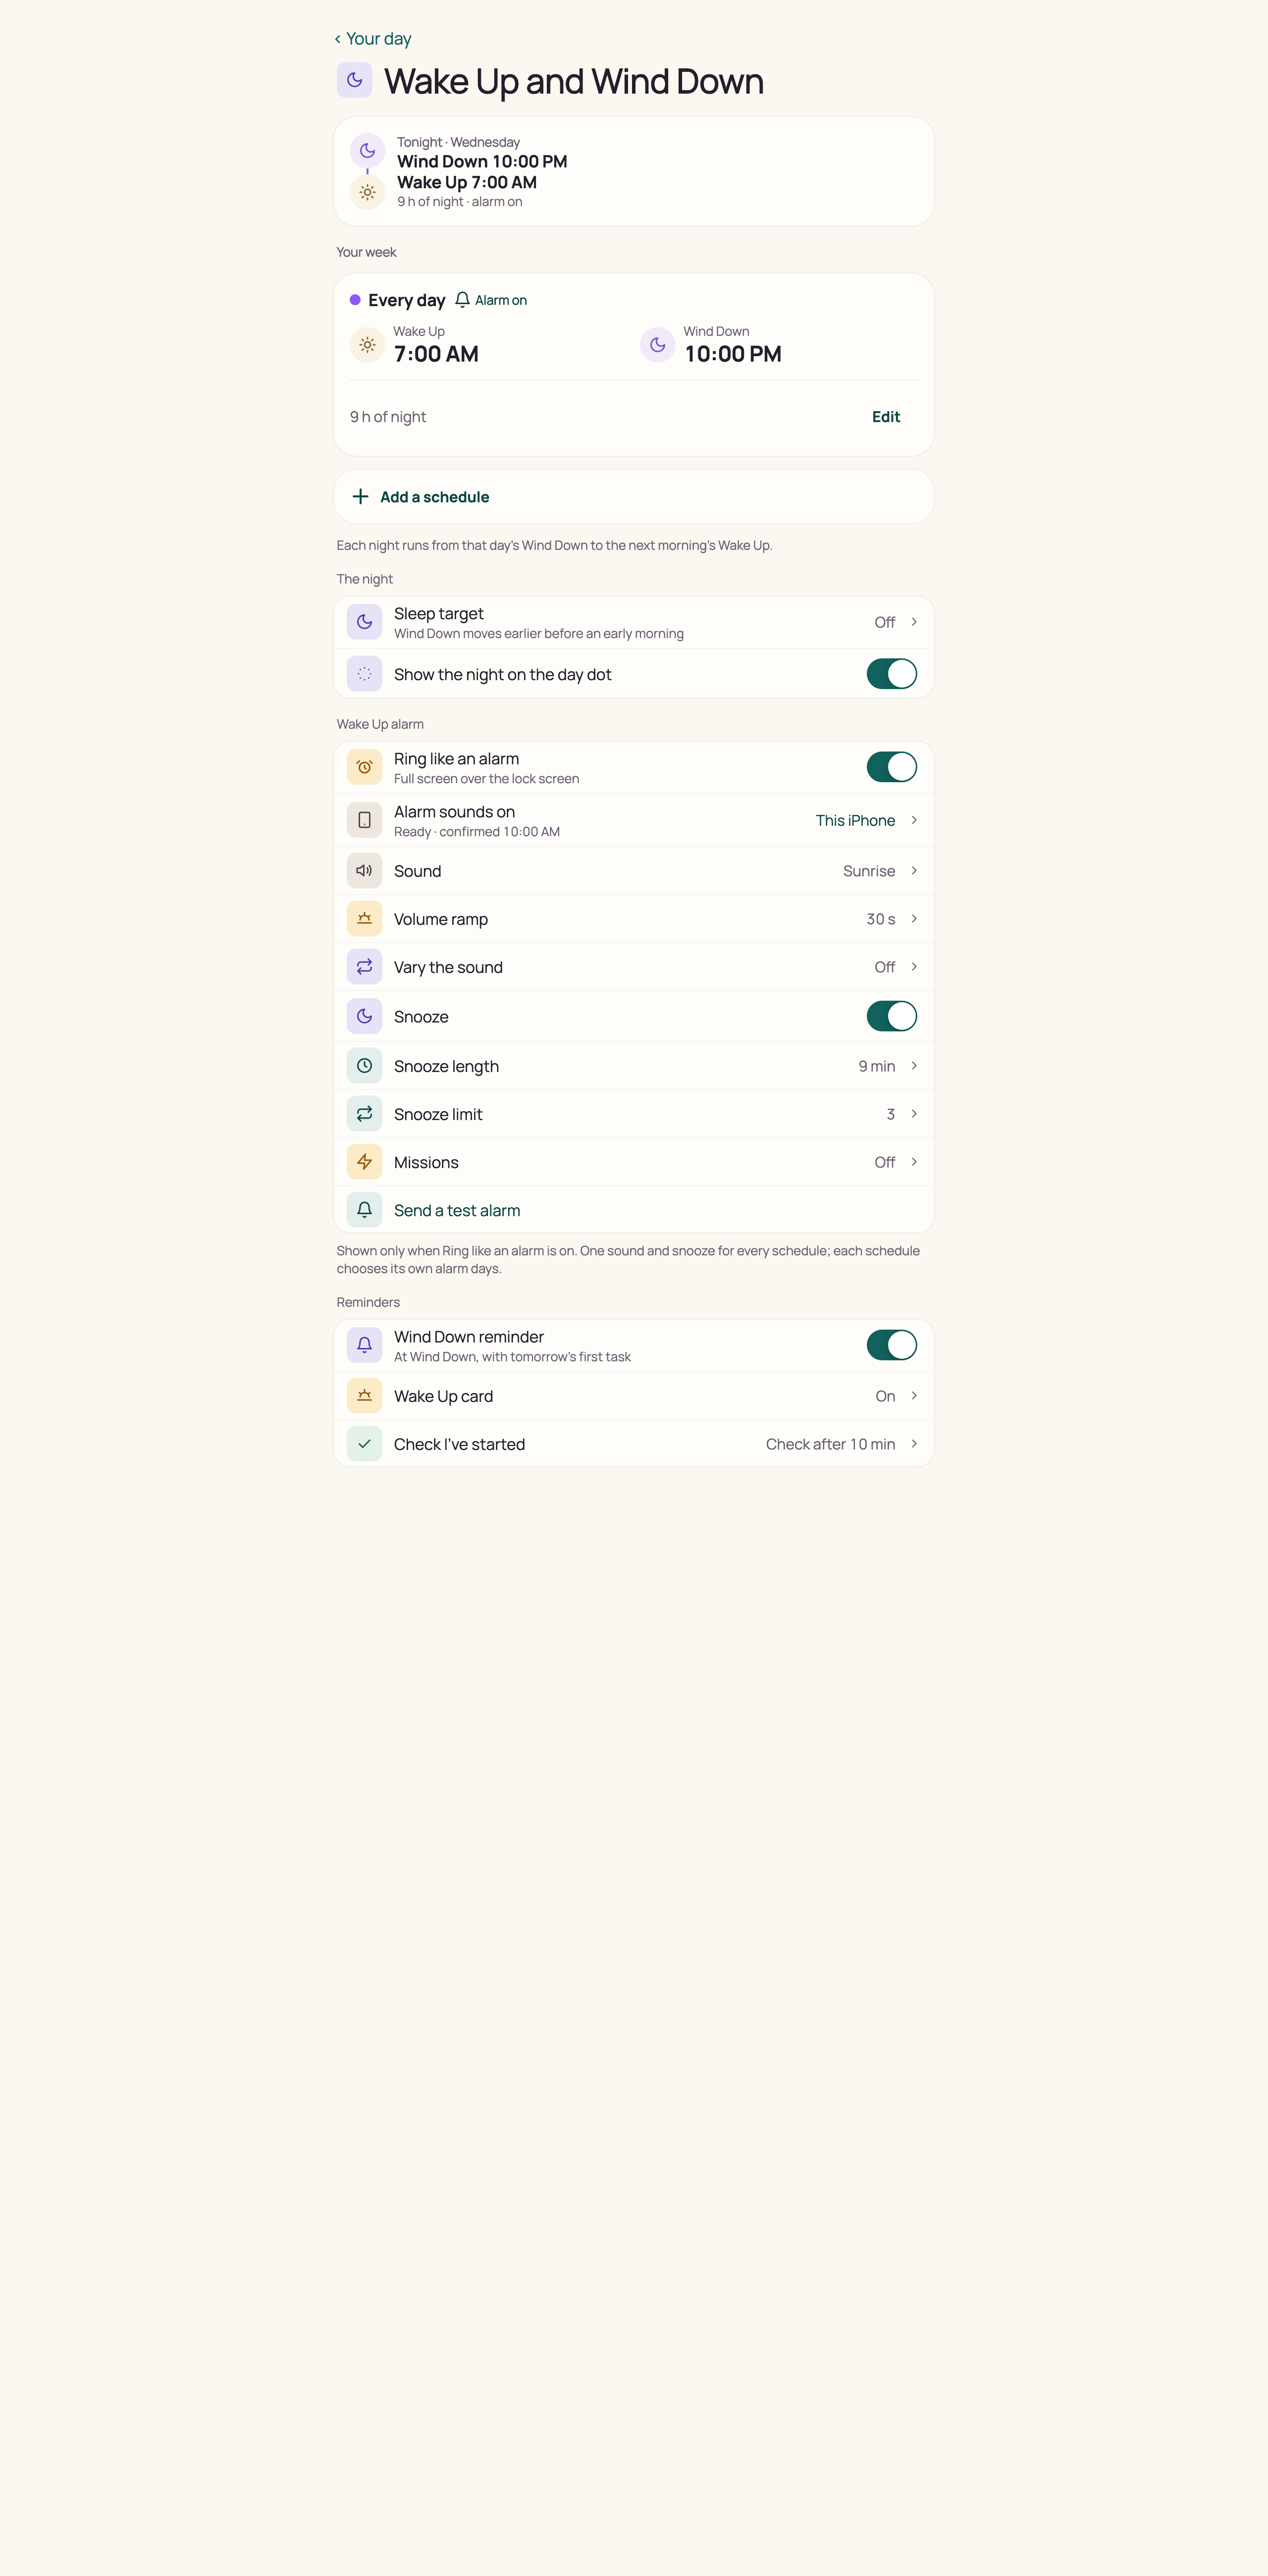 Your day
Wake Up and Wind Down
Tonight · Wednesday
Wind Down 10:00 PM
Wake Up 7:00 AM
9 h of night · alarm on
Your week
Every day
Alarm on
Wake Up
7:00 AM
Wind Down
10:00 PM
9 h of night
Edit
Add a schedule
Each night runs from that day's Wind Down to the next morning's Wake Up.
The night
Sleep target
Wind Down moves earlier before an early morning
Off
Show the night on the day dot
Wake Up alarm
Ring like an alarm
Full screen over the lock screen
Alarm sounds on
Ready · confirmed 10:00 AM
This iPhone
Sound
Sunrise
Volume ramp
30 s
Vary the sound
Off
Snooze
Snooze length
9 min
Snooze limit
3
Missions
Off
Send a test alarm
Shown only when Ring like an alarm is on. One sound and snooze for every schedule; each schedule
chooses its own alarm days.
Reminders
Wind Down reminder
At Wind Down, with tomorrow's first task
Wake Up card
On
Check I've started
Check after 10 min